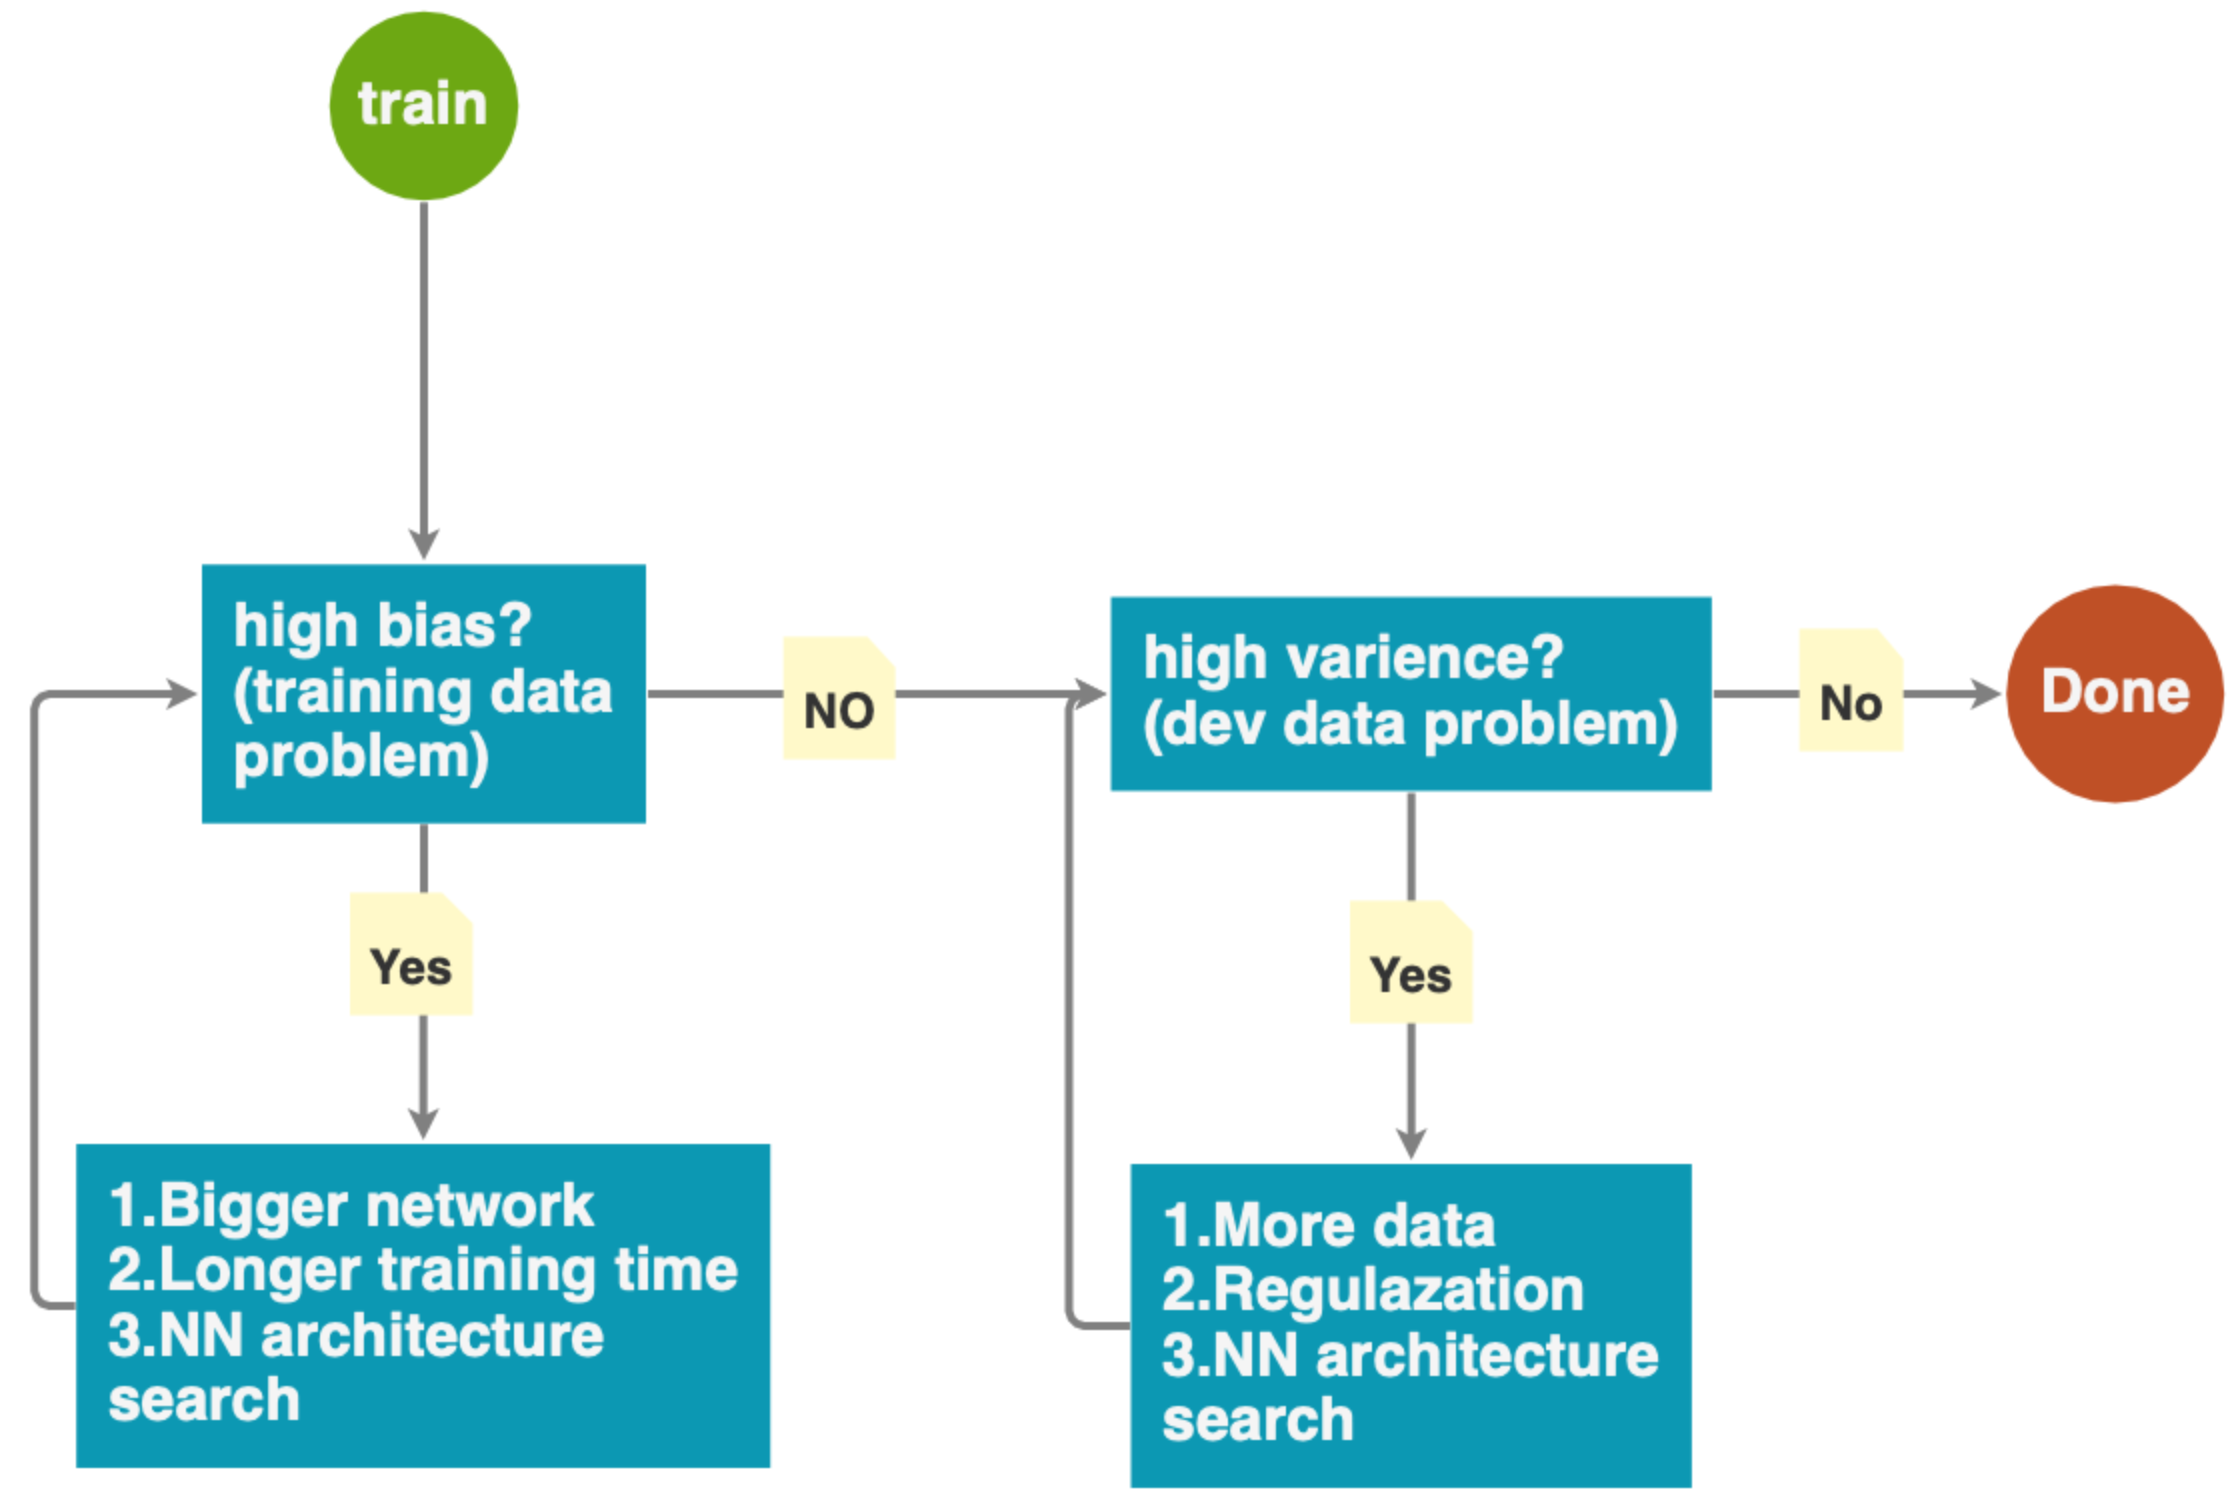 train
high bias?
(training data
problem)
NO
high varience?
(dev data problem)
No
Done
Yes
Yes
1.Bigger network
2.Longer training time
3.NN architecture
search
1.More data
2.Regulazation
3.NN architecture
search